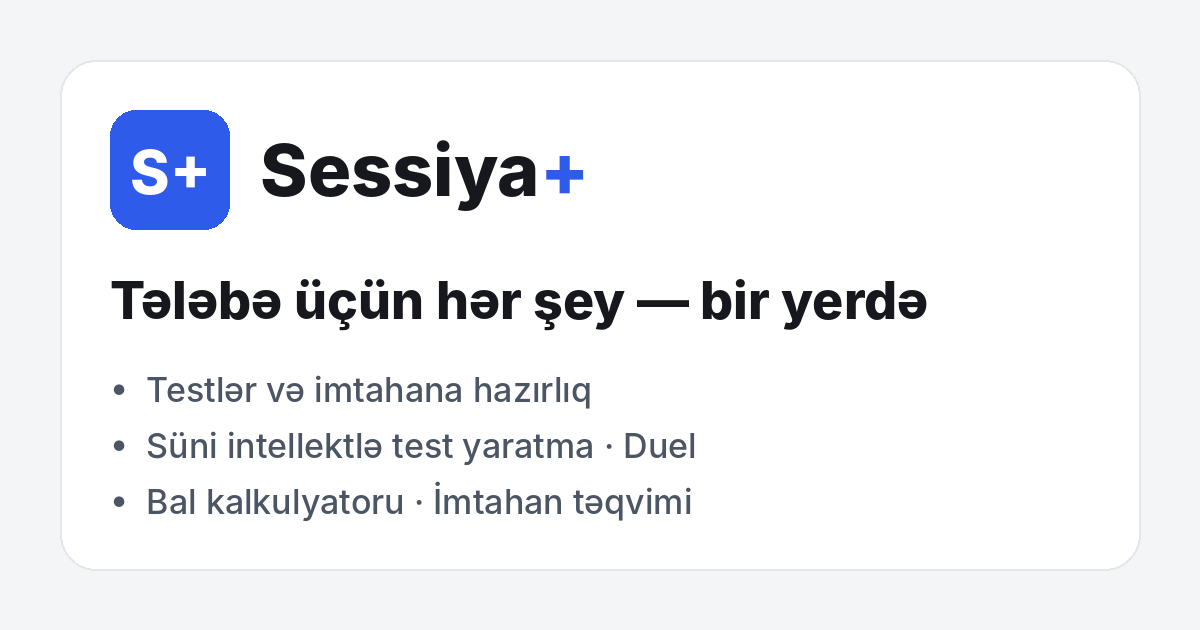 S+ Sessiya+
Tələbə üçün hər şey — bir yerdə
• Testlər və imtahana hazırlıq
• Süni intellektlə test yaratma · Duel
• Bal kalkulyatoru · İmtahan təqvimi